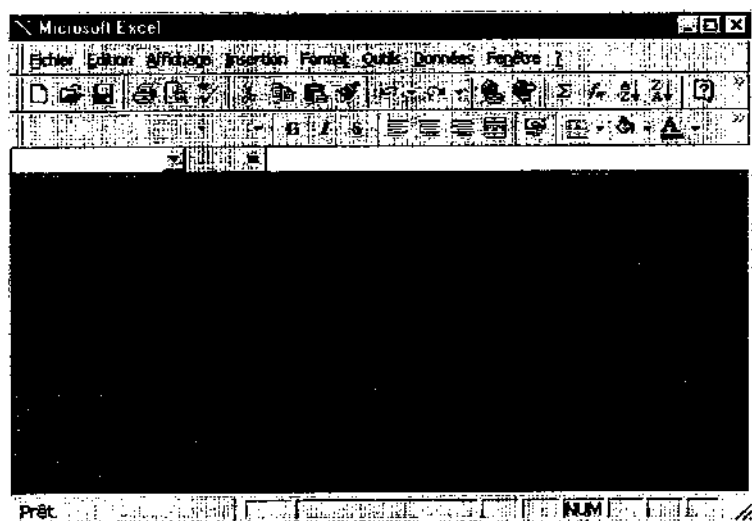 Microsoft Excel
Fichier Edition Affichage Insertion Format Outils Données Fenêtre ?
G I S
Prêt NUM